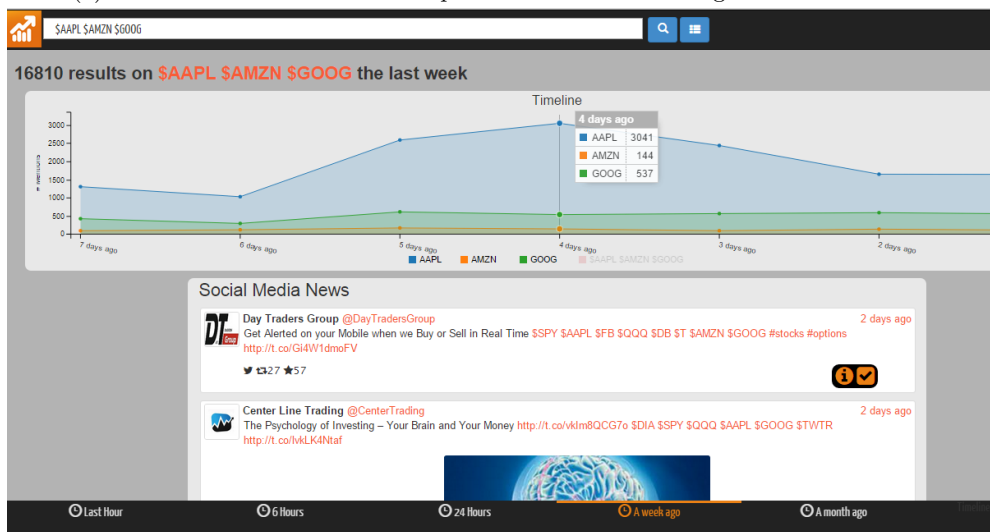 $AAPL $AMZN $GOOG
16810 results on $AAPL $AMZN $GOOG the last week
Timeline
# Mentions
3000
2500
2000
1500
1000
500
0
4 days ago
AAPL 3041
AMZN 144
GOOG 537
7 days ago 6 days ago 5 days ago 4 days ago 3 days ago 2 days ago
AAPL AMZN GOOG $AAPL $AMZN $GOOG
Social Media News
DT Group
Day Traders Group @DayTradersGroup 2 days ago
Get Alerted on your Mobile when we Buy or Sell in Real Time $SPY $AAPL $FB $QQQ $DB $T $AMZN $GOOG #stocks #options
http://t.co/Gi4W1dmoFV
27 57
Center Line Trading @CenterTrading 2 days ago
The Psychology of Investing – Your Brain and Your Money http://t.co/vklm8QCG7o $DIA $SPY $QQQ $AAPL $GOOG $TWTR
http://t.co/lvkLK4Ntaf
Last Hour 6 Hours 24 Hours A week ago A month ago